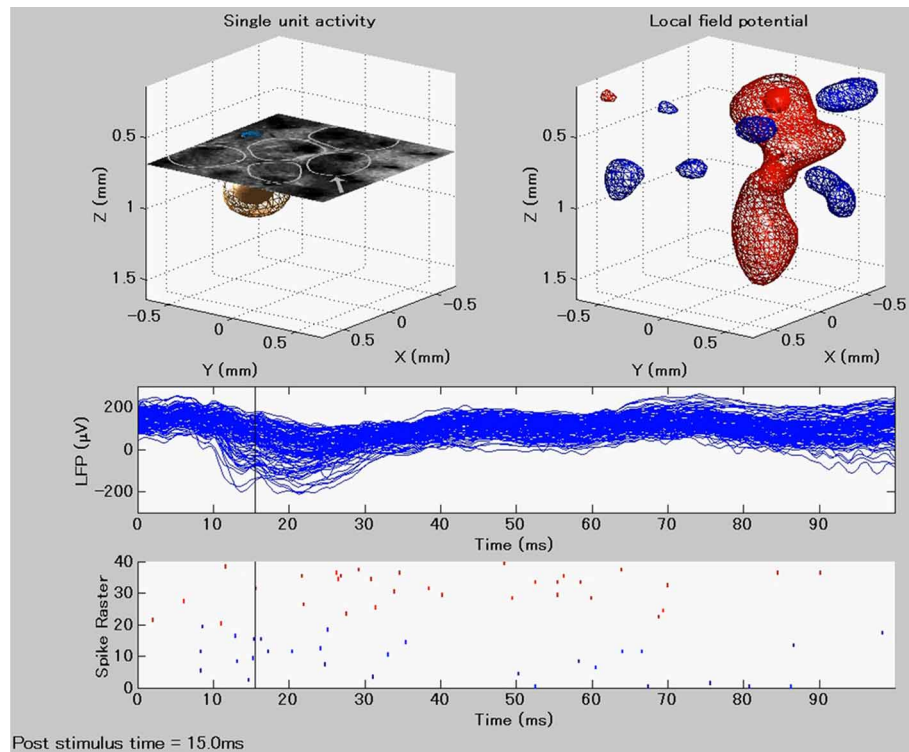 Single unit activity
Local field potential
Z (mm)
0.5
1
1.5
-0.5
0
0.5
Y (mm)
0.5
0
-0.5
X (mm)
Z (mm)
0.5
1
1.5
-0.5
0
0.5
Y (mm)
0.5
0
-0.5
X (mm)
LFP (μV)
200
0
-200
0 10 20 30 40 50 60 70 80 90
Time (ms)
Spike Raster
40
30
20
10
0
0 10 20 30 40 50 60 70 80 90
Time (ms)
Post stimulus time = 15.0ms